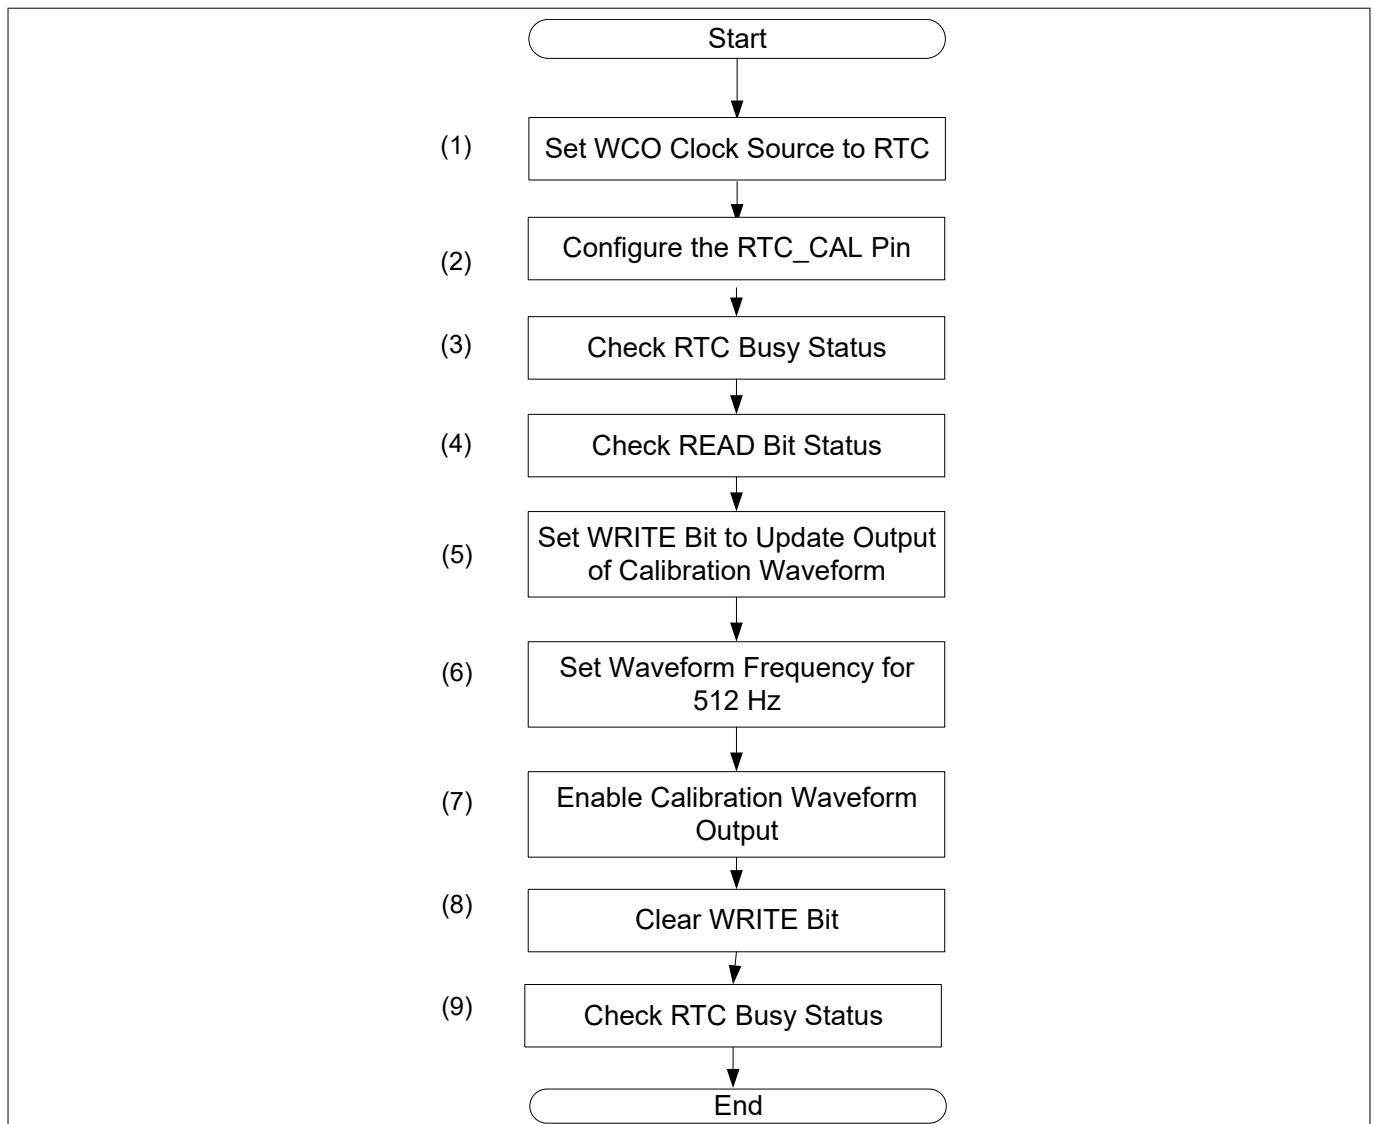 Start
(1)
Set WCO Clock Source to RTC
(2)
Configure the RTC_CAL Pin
(3)
Check RTC Busy Status
(4)
Check READ Bit Status
(5)
Set WRITE Bit to Update Output
of Calibration Waveform
(6)
Set Waveform Frequency for
512 Hz
(7)
Enable Calibration Waveform
Output
(8)
Clear WRITE Bit
(9)
Check RTC Busy Status
End